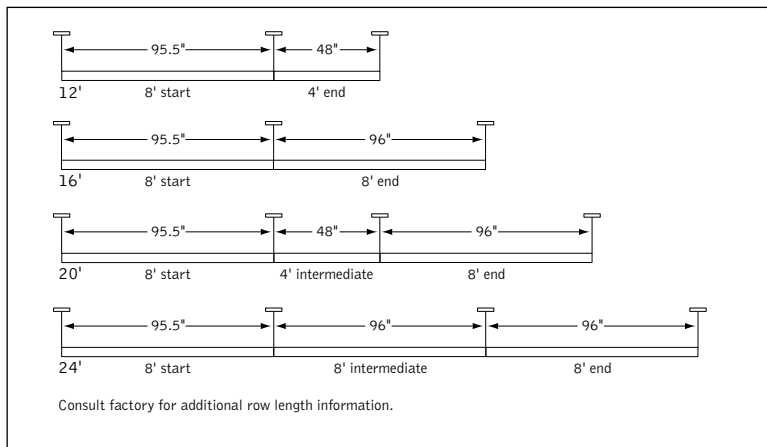 95.5" 48"
12' 8' start 4' end
95.5" 96"
16' 8' start 8' end
95.5" 48" 96"
20' 8' start 4' intermediate 8' end
95.5" 96" 96"
24' 8' start 8' intermediate 8' end
Consult factory for additional row length information.